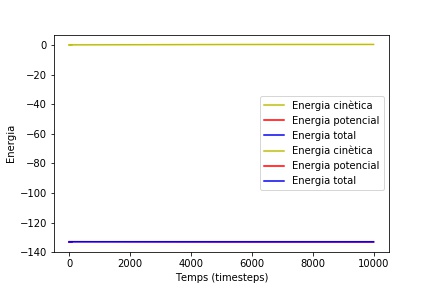 0
−20
−40
−60
−80
−100
−120
−140
Energia
Energia cinètica
Energia potencial
Energia total
Energia cinètica
Energia potencial
Energia total
0 2000 4000 6000 8000 10000
Temps (timesteps)